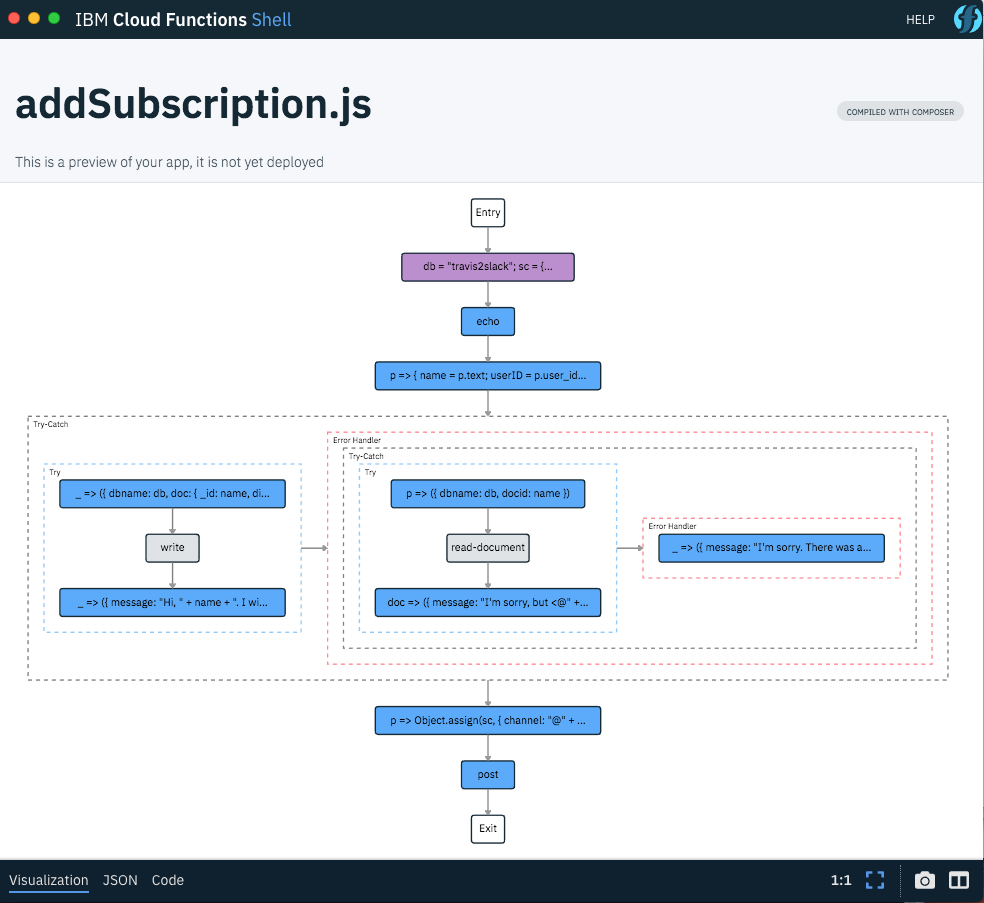 IBM Cloud Functions Shell
HELP
addSubscription.js
COMPILED WITH COMPOSER
This is a preview of your app, it is not yet deployed
Entry
db = "travis2slack"; sc = {...
echo
p => { name = p.text; userID = p.user_id...
Try-Catch
Error Handler
Try-Catch
Try
Try
_ => ({ dbname: db, doc: { _id: name, di...
p => ({ dbname: db, docid: name })
Error Handler
write
read-document
_ => ({ message: "I'm sorry. There was a...
_ => ({ message: "Hi, " + name + ". I wi...
doc => ({ message: "I'm sorry, but <@" +...
p => Object.assign(sc, { channel: "@" + ...
post
Exit
Visualization JSON Code
1:1